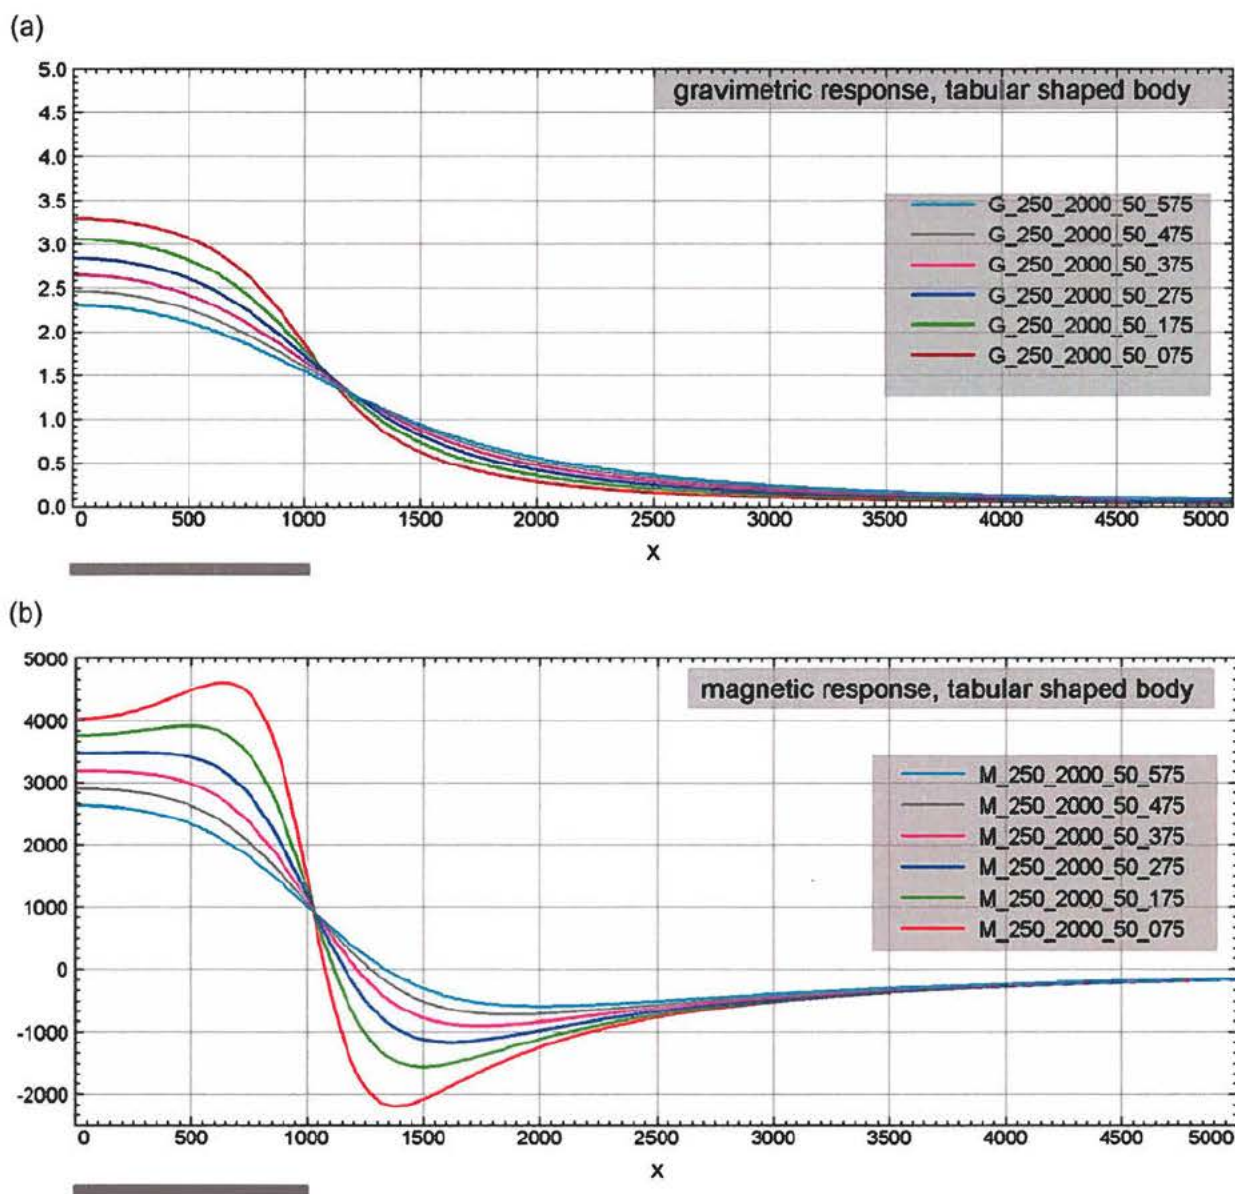 (a)
5.0
gravimetric response, tabular shaped body
4.5
4.0
3.5
G_250_2000_50_575
3.0
G_250_2000_50_475
G_250_2000_50_375
2.5
G_250_2000_50_275
2.0
G_250_2000_50_175
G_250_2000_50_075
1.5
1.0
0.5
0.0
0 500 1000 1500 2000 2500 3000 3500 4000 4500 5000
X
(b)
5000
magnetic response, tabular shaped body
4000
M_250_2000_50_575
3000
M_250_2000_50_475
M_250_2000_50_375
2000
M_250_2000_50_275
1000
M_250_2000_50_175
M_250_2000_50_075
0
-1000
-2000
0 500 1000 1500 2000 2500 3000 3500 4000 4500 5000
X